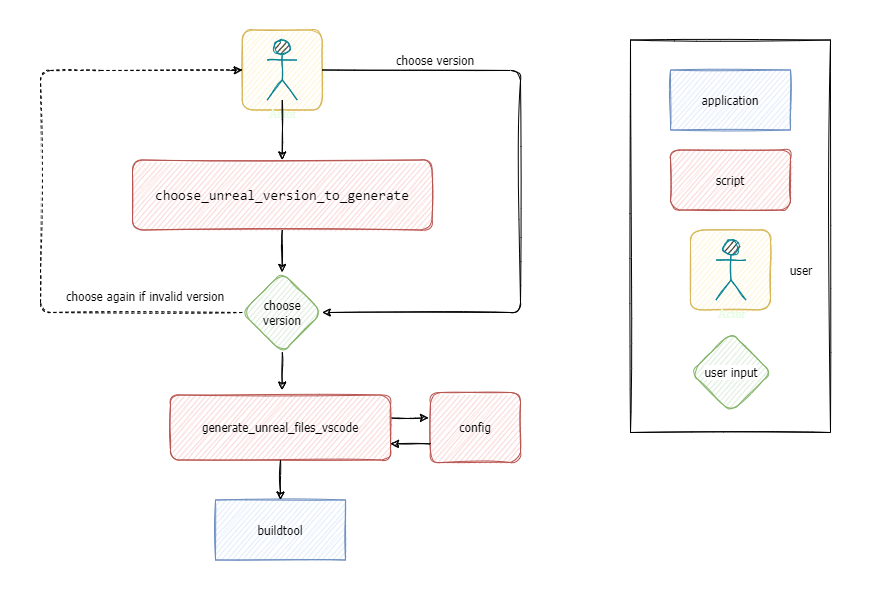 choose version
application
script
choose_unreal_version_to_generate
user
choose again if invalid version
choose
version
user input
generate_unreal_files_vscode
config
buildtool